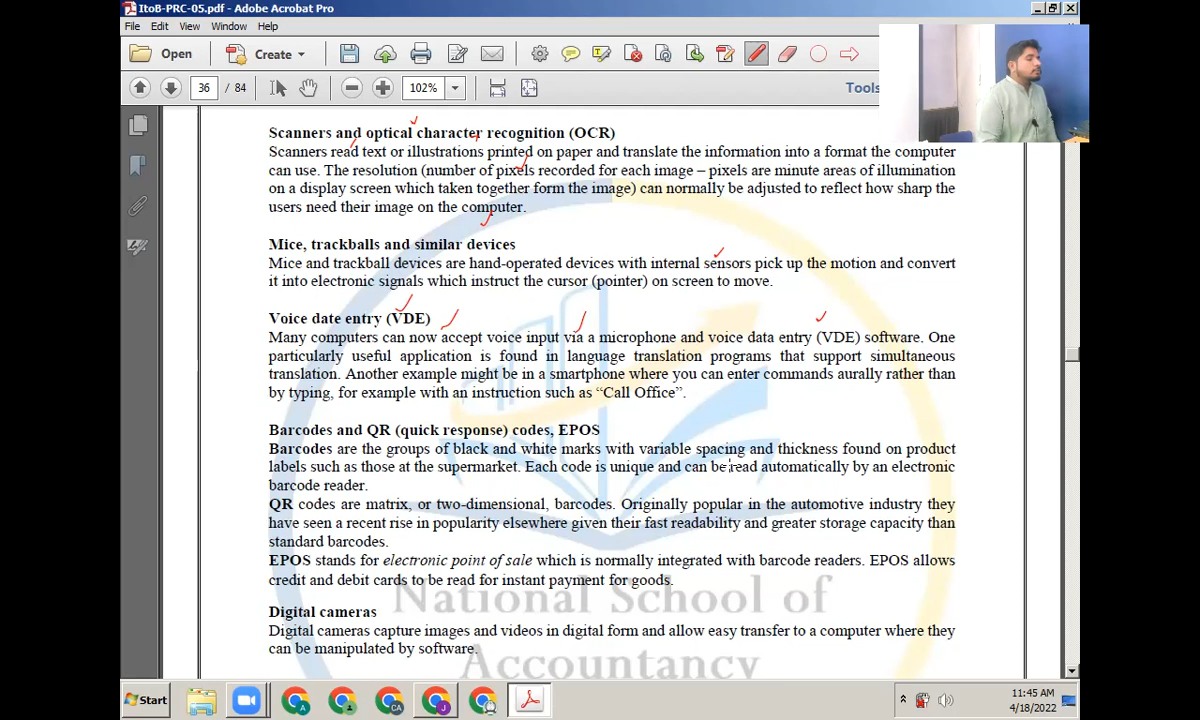 ItoB-PRC-05.pdf - Adobe Acrobat Pro
File Edit View Window Help
Open Create
36 / 84 102% Tools
Scanners and optical character recognition (OCR)
Scanners read text or illustrations printed on paper and translate the information into a format the computer
can use. The resolution (number of pixels recorded for each image – pixels are minute areas of illumination
on a display screen which taken together form the image) can normally be adjusted to reflect how sharp the
users need their image on the computer.
Mice, trackballs and similar devices
Mice and trackball devices are hand-operated devices with internal sensors pick up the motion and convert
it into electronic signals which instruct the cursor (pointer) on screen to move.
Voice date entry (VDE)
Many computers can now accept voice input via a microphone and voice data entry (VDE) software. One
particularly useful application is found in language translation programs that support simultaneous
translation. Another example might be in a smartphone where you can enter commands aurally rather than
by typing, for example with an instruction such as “Call Office”.
Barcodes and QR (quick response) codes, EPOS
Barcodes are the groups of black and white marks with variable spacing and thickness found on product
labels such as those at the supermarket. Each code is unique and can be read automatically by an electronic
barcode reader.
QR codes are matrix, or two-dimensional, barcodes. Originally popular in the automotive industry they
have seen a recent rise in popularity elsewhere given their fast readability and greater storage capacity than
standard barcodes.
EPOS stands for electronic point of sale which is normally integrated with barcode readers. EPOS allows
credit and debit cards to be read for instant payment for goods.
National School of
Digital cameras
Digital cameras capture images and videos in digital form and allow easy transfer to a computer where they
can be manipulated by software.
Accountancy
Start
11:45 AM
4/18/2022